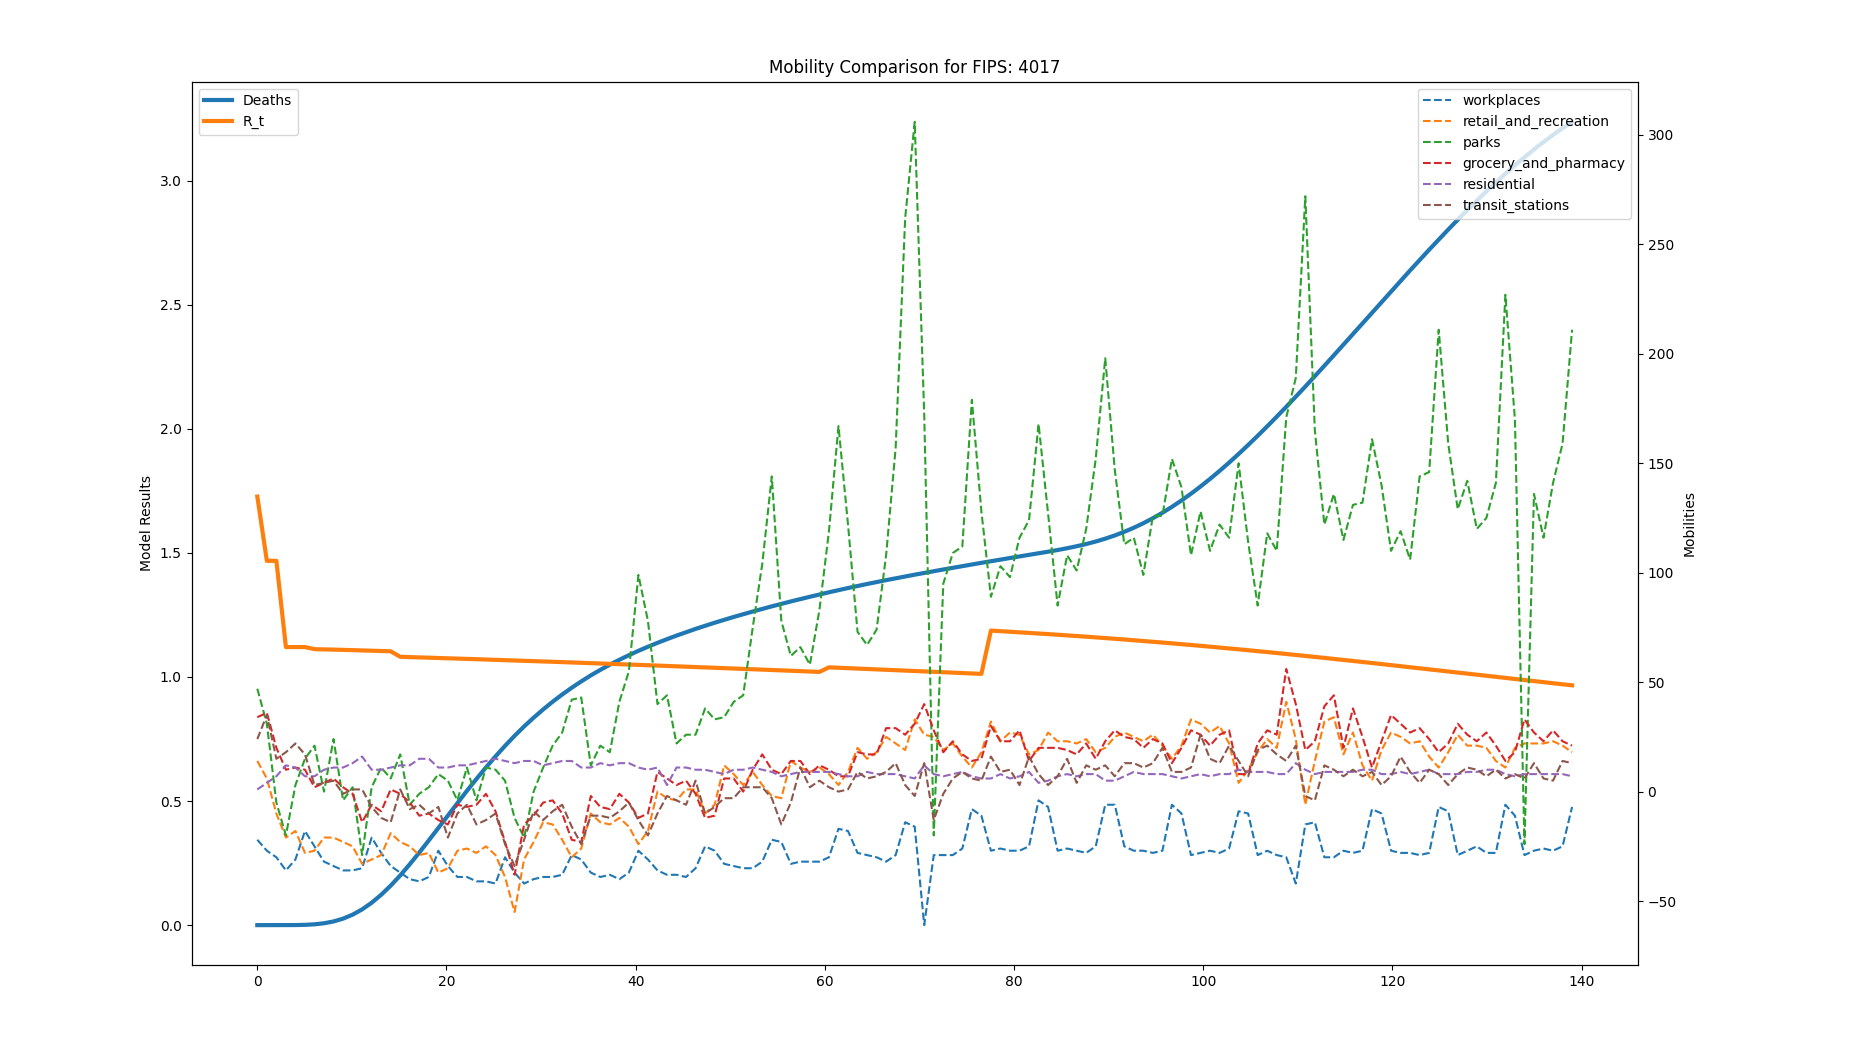 Mobility Comparison for FIPS: 4017
Deaths
R_t
workplaces
retail_and_recreation
parks
grocery_and_pharmacy
residential
transit_stations
3.0
2.5
2.0
1.5
1.0
0.5
0.0
Model Results
300
250
200
150
100
50
0
−50
Mobilities
0 20 40 60 80 100 120 140